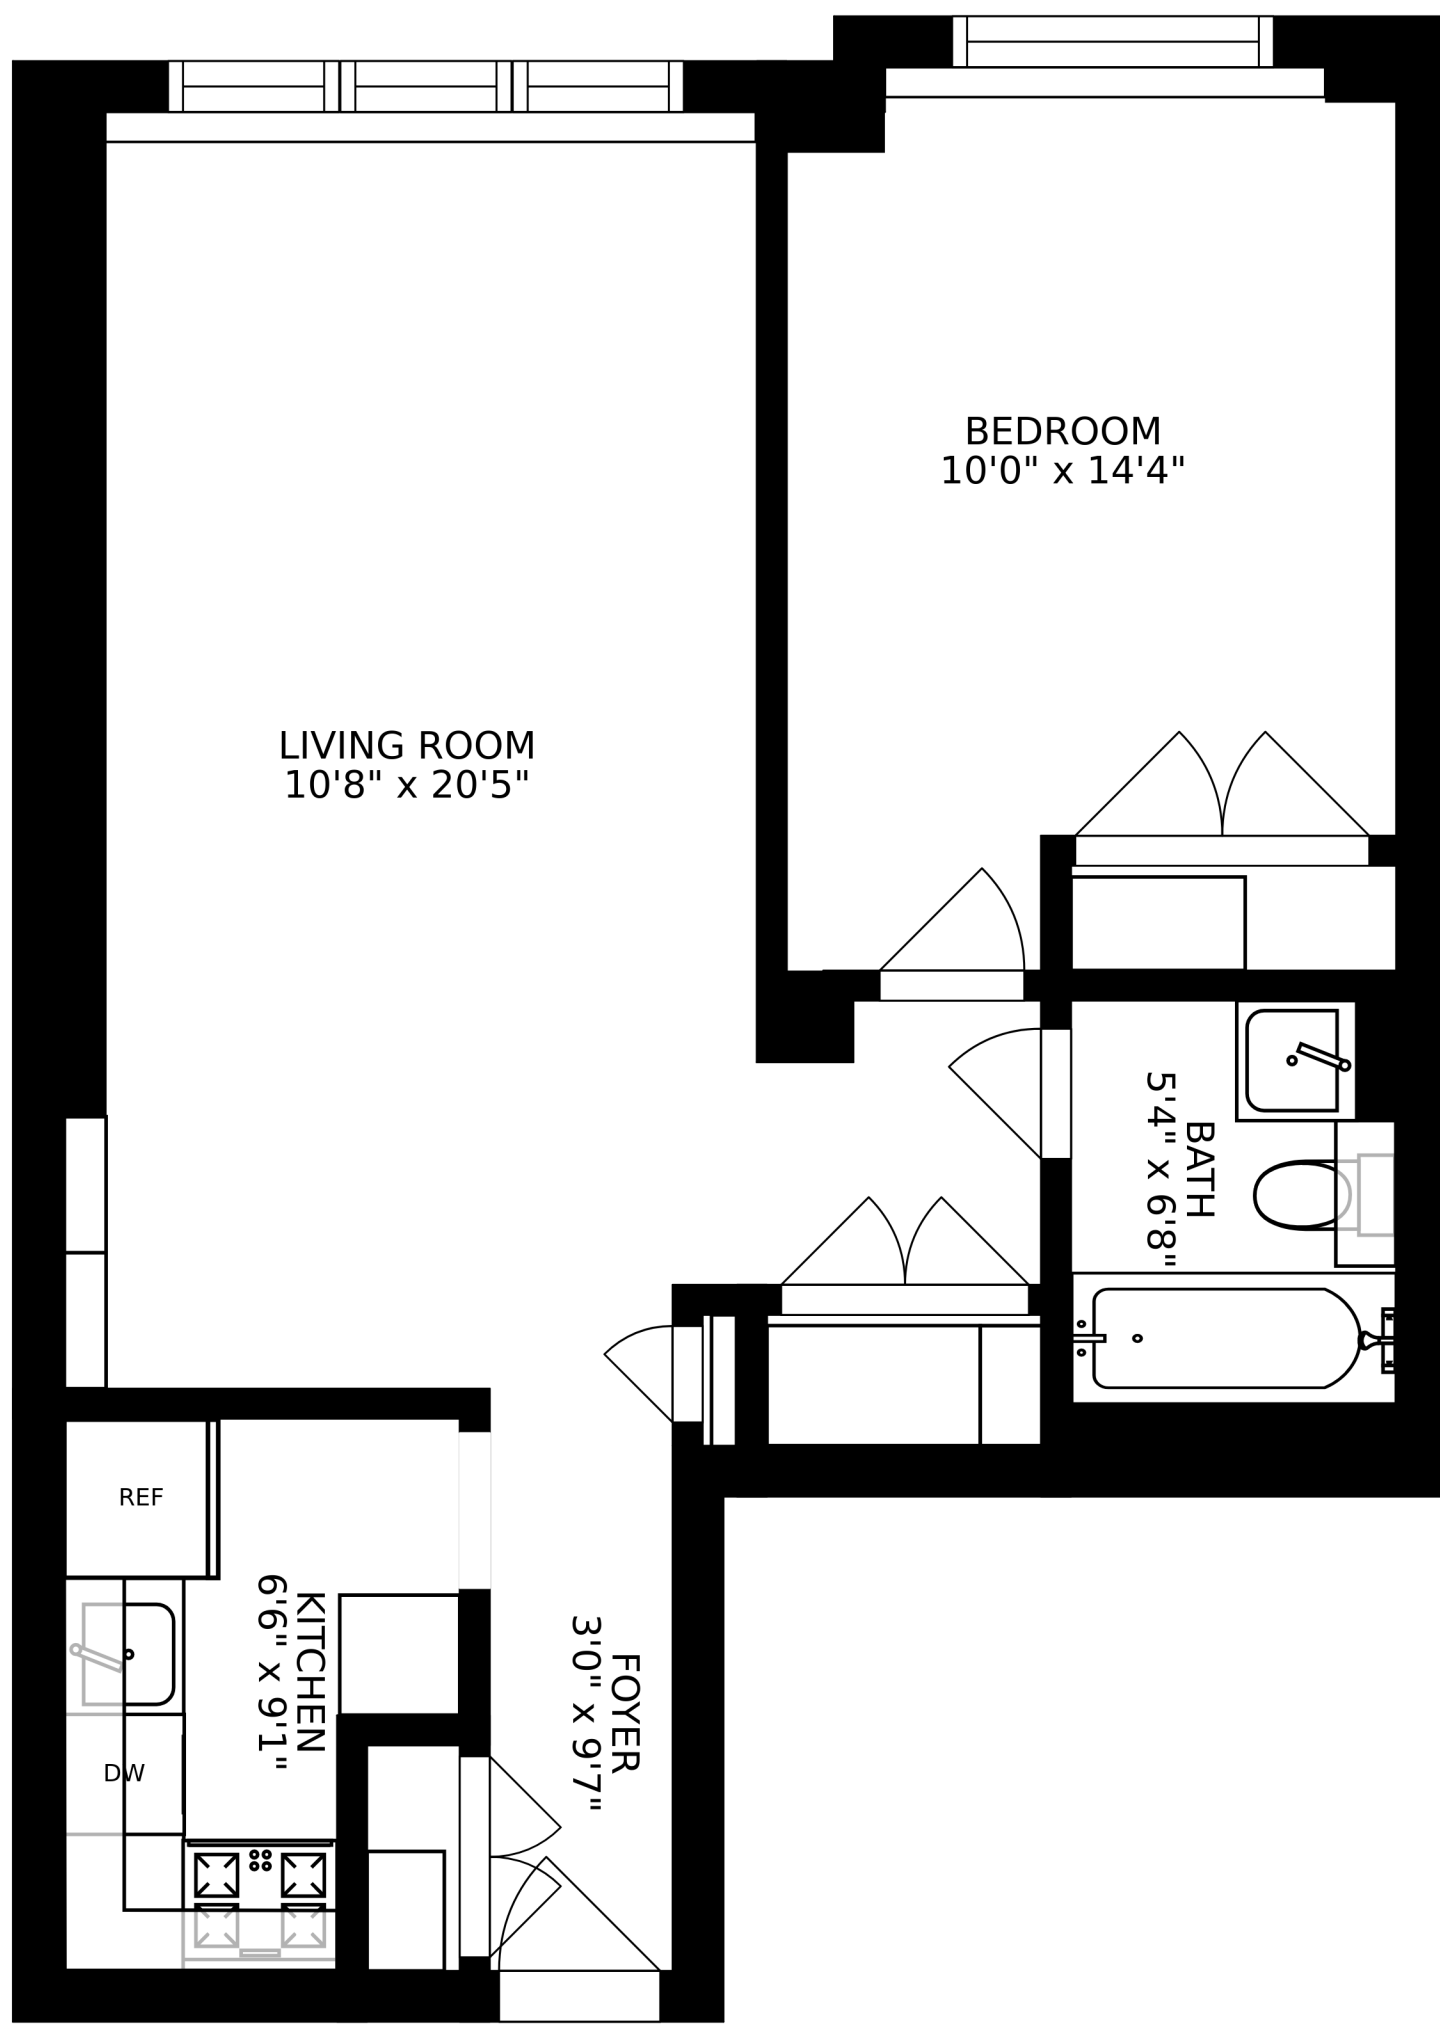 BEDROOM
10'0" x 14'4"
LIVING ROOM
10'8" x 20'5"
BATH
5'4" x 6'8"
REF
KITCHEN
6'6" x 9'1"
FOYER
3'0" x 9'7"
DW